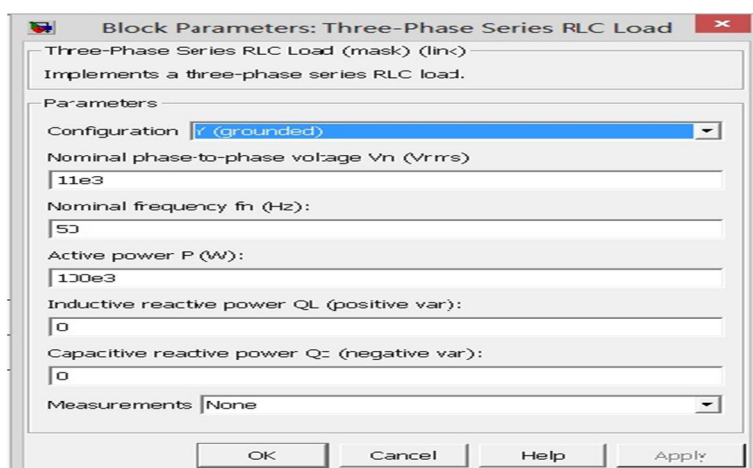 Block Parameters: Three-Phase Series RLC Load
Three-Phase Series RLC Load (mask) (link)
Implements a three-phase series RLC load.
Parameters
Configuration Y (grounded)
Nominal phase-to-phase voltage Vn (Vrms)
11e3
Nominal frequency fn (Hz):
50
Active power P (W):
100e3
Inductive reactive power QL (positive var):
0
Capacitive reactive power Qc (negative var):
0
Measurements None
OK Cancel Help Apply